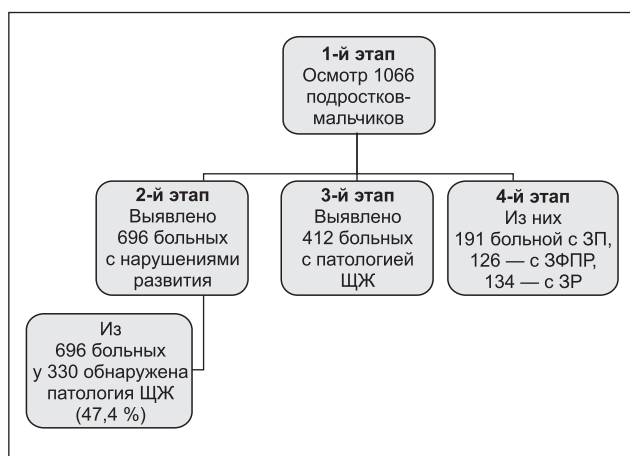 1-й этап
Осмотр 1066
подростков-
мальчиков
2-й этап
Выявлено
696 больных
с нарушениями
развития
3-й этап
Выявлено
412 больных
с патологией
ЩЖ
4-й этап
Из них
191 больной с ЗП,
126 — с ЗФПР,
134 — с ЗР
Из
696 больных
у 330 обнаружена
патология ЩЖ
(47,4 %)